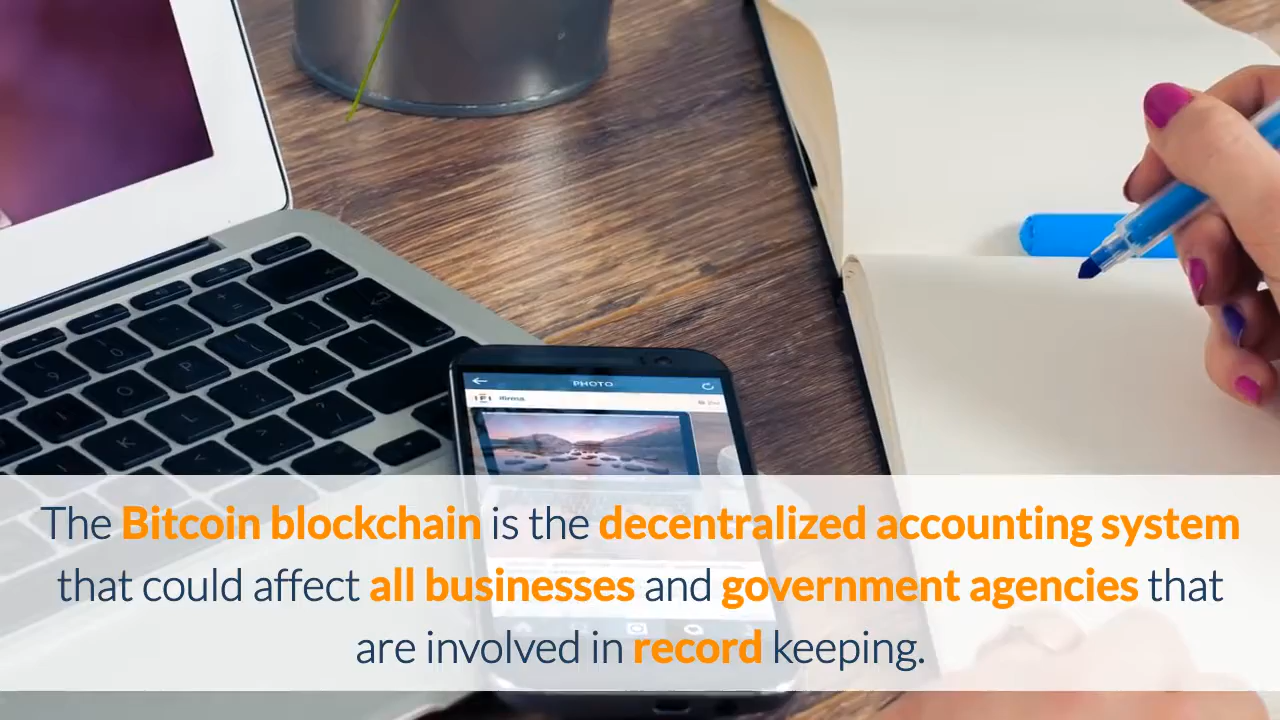 PHOTO
The Bitcoin blockchain is the decentralized accounting system
that could affect all businesses and government agencies that
are involved in record keeping.